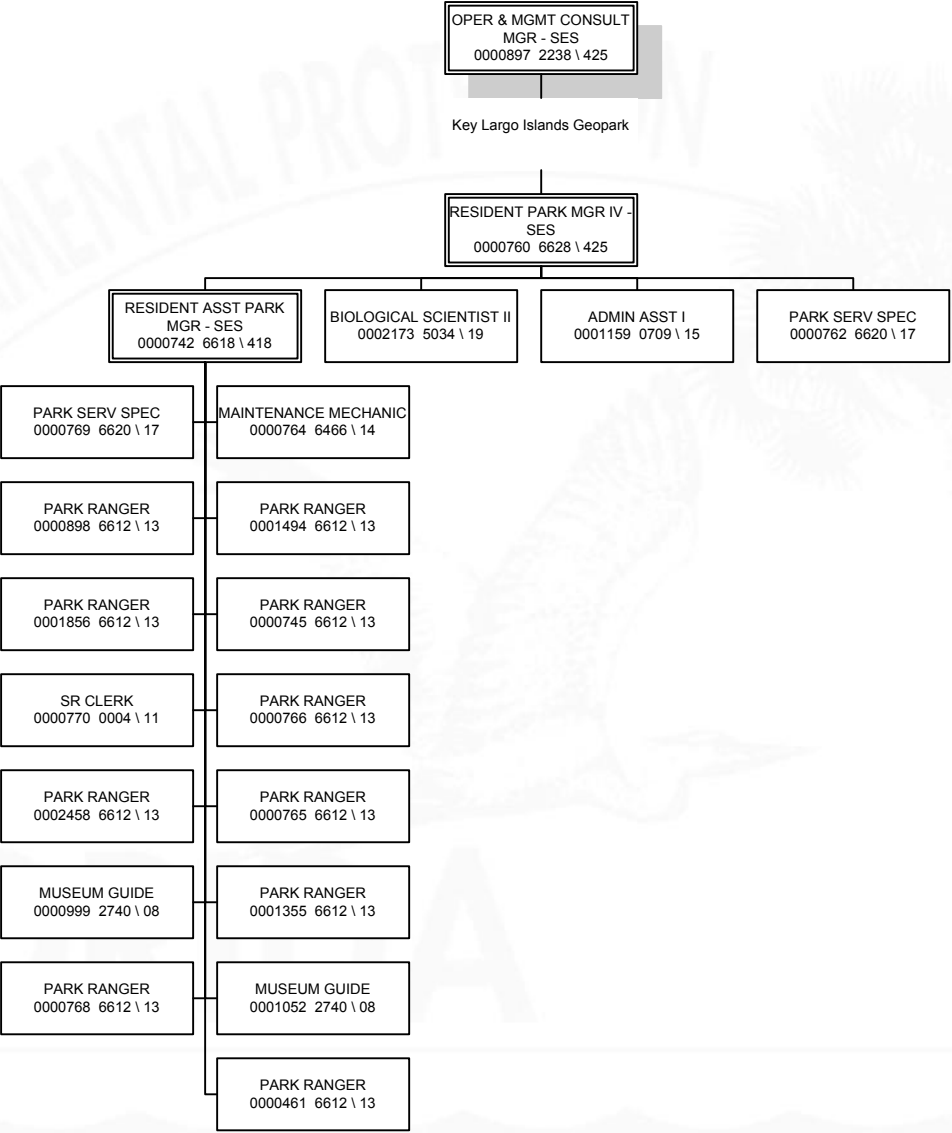 OPER & MGMT CONSULT
MGR - SES
0000897 2238 \ 425
Key Largo Islands Geopark
RESIDENT PARK MGR IV -
SES
0000760 6628 \ 425
RESIDENT ASST PARK
MGR - SES
0000742 6618 \ 418
BIOLOGICAL SCIENTIST II
0002173 5034 \ 19
ADMIN ASST I
0001159 0709 \ 15
PARK SERV SPEC
0000762 6620 \ 17
PARK SERV SPEC
0000769 6620 \ 17
MAINTENANCE MECHANIC
0000764 6466 \ 14
PARK RANGER
0000898 6612 \ 13
PARK RANGER
0001494 6612 \ 13
PARK RANGER
0001856 6612 \ 13
PARK RANGER
0000745 6612 \ 13
SR CLERK
0000770 0004 \ 11
PARK RANGER
0000766 6612 \ 13
PARK RANGER
0002458 6612 \ 13
PARK RANGER
0000765 6612 \ 13
MUSEUM GUIDE
0000999 2740 \ 08
PARK RANGER
0001355 6612 \ 13
PARK RANGER
0000768 6612 \ 13
MUSEUM GUIDE
0001052 2740 \ 08
PARK RANGER
0000461 6612 \ 13